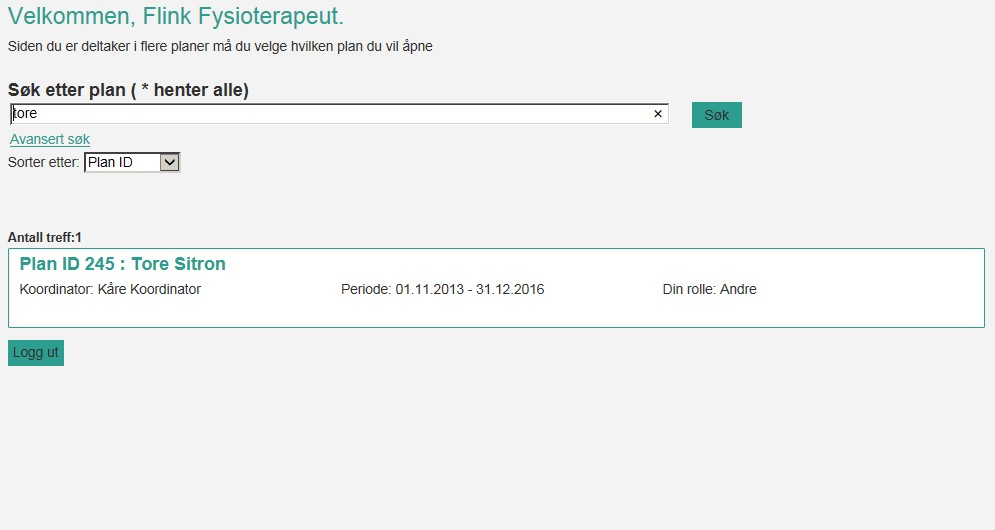 Velkommen, Flink Fysioterapeut.
Siden du er deltaker i flere planer må du velge hvilken plan du vil åpne
Søk etter plan ( * henter alle)
tore ×
Søk
Avansert søk
Sorter etter: Plan ID
Antall treff:1
Plan ID 245 : Tore Sitron
Koordinator: Kåre Koordinator Periode: 01.11.2013 - 31.12.2016 Din rolle: Andre
Logg ut